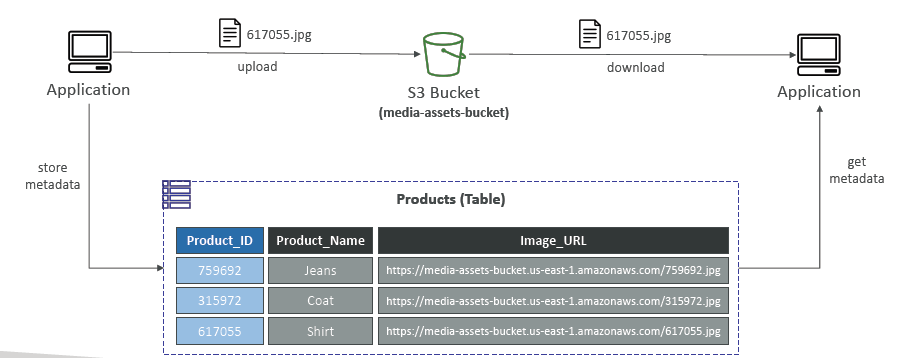 617055.jpg
617055.jpg
upload
download
Application
S3 Bucket
(media-assets-bucket)
Application
store
metadata
get
metadata
Products (Table)
Product_ID Product_Name Image_URL
759692 Jeans https://media-assets-bucket.us-east-1.amazonaws.com/759692.jpg
315972 Coat https://media-assets-bucket.us-east-1.amazonaws.com/315972.jpg
617055 Shirt https://media-assets-bucket.us-east-1.amazonaws.com/617055.jpg